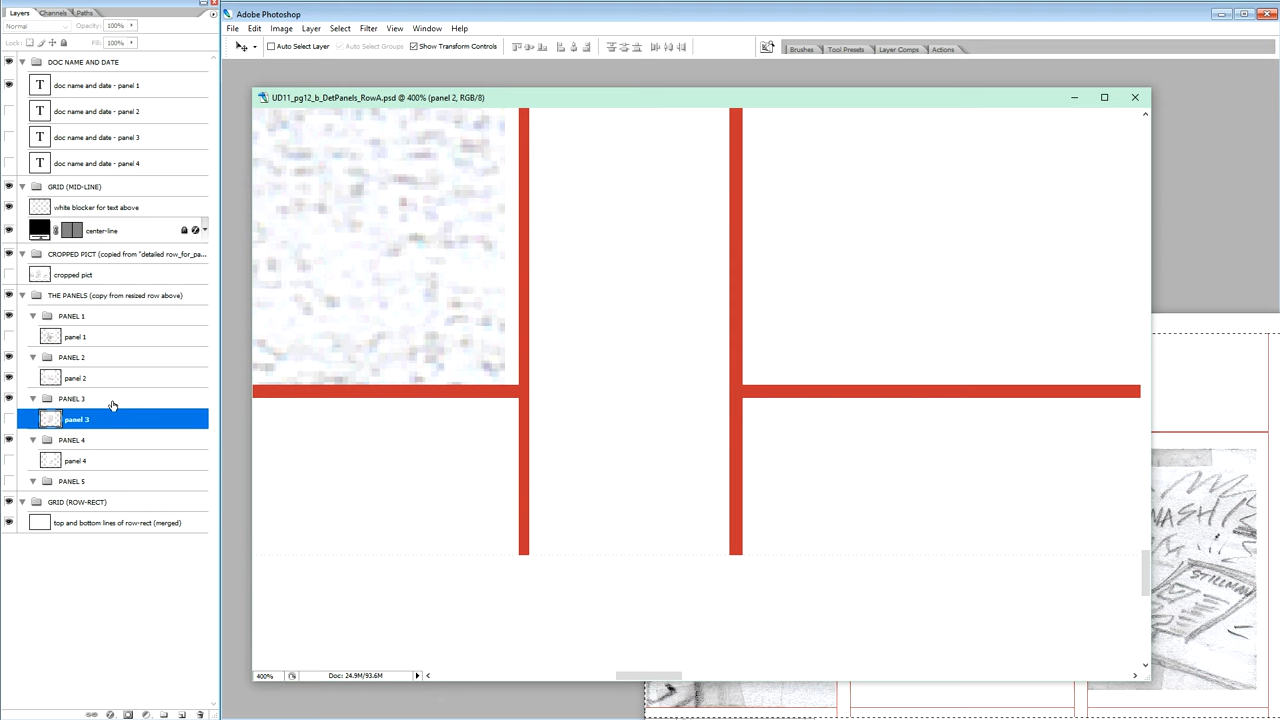 Layers Channels Paths
Normal Opacity: 100%
Lock: Fill: 100%
DOC NAME AND DATE
T doc name and date - panel 1
T doc name and date - panel 2
T doc name and date - panel 3
T doc name and date - panel 4
GRID (MID-LINE)
white blocker for text above
center-line
CROPPED PICT (copied from "detailed row_for_pa...
cropped pict
THE PANELS (copy from resized row above)
PANEL 1
panel 1
PANEL 2
panel 2
PANEL 3
panel 3
PANEL 4
panel 4
PANEL 5
GRID (ROW-RECT)
top and bottom lines of row-rect (merged)
Adobe Photoshop
File Edit Image Layer Select Filter View Window Help
Auto Select Layer Auto Select Groups Show Transform Controls
Brushes Tool Presets Layer Comps Actions
UD11_pg12_b_DetPanels_RowA.psd @ 400% (panel 2, RGB/8)
400% Doc: 24.9M/93.6M
NASH
STILLMAN